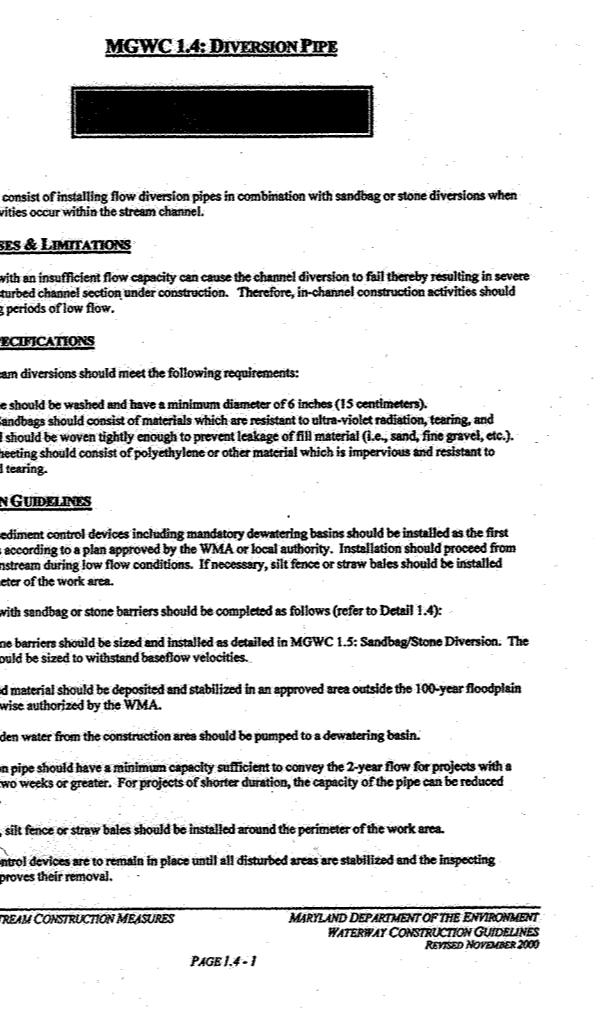 MGWC 1.4: DIVERSION PIPE
consist of installing flow diversion pipes in combination with sandbag or stone diversions when
vities occur within the stream channel.
SES & LIMITATIONS
with an insufficient flow capacity can cause the channel diversion to fail thereby resulting in severe
sturbed channel section under construction. Therefore, in-channel construction activities should
g periods of low flow.
PECIFICATIONS
eam diversions should meet the following requirements:
e should be washed and have a minimum diameter of 6 inches (15 centimeters).
Sandbags should consist of materials which are resistant to ultra-violet radiation, tearing, and
l should be woven tightly enough to prevent leakage of fill material (i.e., sand, fine gravel, etc.).
heeting should consist of polyethylene or other material which is impervious and resistant to
d tearing.
N GUIDELINES
ediment control devices including mandatory dewatering basins should be installed as the first
s according to a plan approved by the WMA or local authority. Installation should proceed from
nstream during low flow conditions. If necessary, silt fence or straw bales should be installed
eter of the work area.
with sandbag or stone barriers should be completed as follows (refer to Detail 1.4):
ne barriers should be sized and installed as detailed in MGWC 1.5: Sandbag/Stone Diversion. The
ould be sized to withstand baseflow velocities.
d material should be deposited and stabilized in an approved area outside the 100-year floodplain
wise authorized by the WMA.
den water from the construction area should be pumped to a dewatering basin.
n pipe should have a minimum capacity sufficient to convey the 2-year flow for projects with a
two weeks or greater. For projects of shorter duration, the capacity of the pipe can be reduced
.
, silt fence or straw bales should be installed around the perimeter of the work area.
ntrol devices are to remain in place until all disturbed areas are stabilized and the inspecting
proves their removal.
TREAM CONSTRUCTION MEASURES
MARYLAND DEPARTMENT OF THE ENVIRONMENT
WATERWAY CONSTRUCTION GUIDELINES
REVISED NOVEMBER 2000
PAGE 1.4 - 1